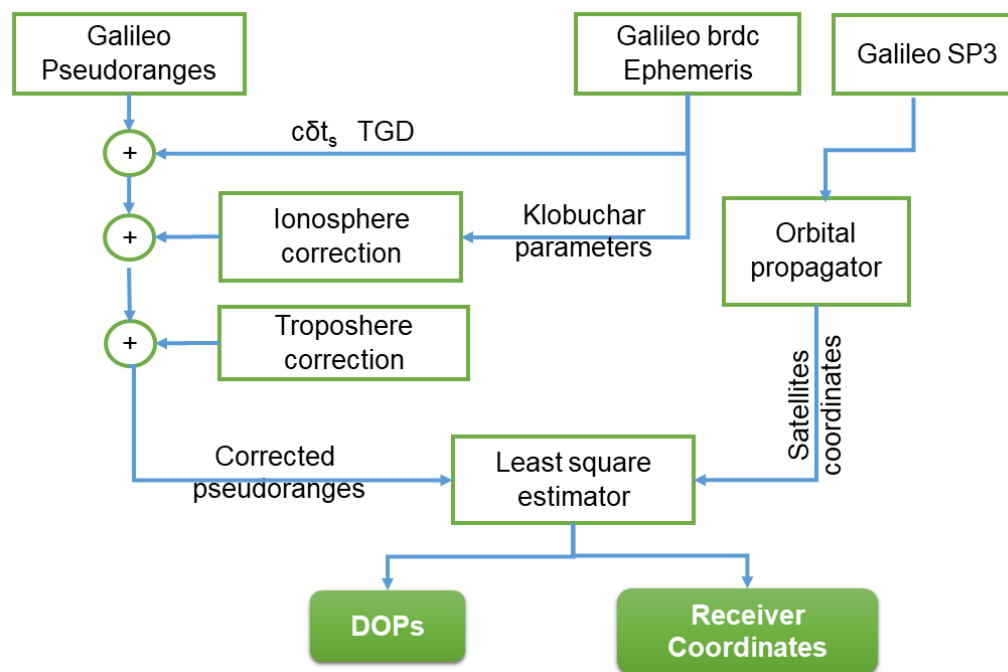 Galileo
Pseudoranges
Galileo brdc
Ephemeris
Galileo SP3
+
cδts TGD
+
Ionosphere
correction
Klobuchar
parameters
Orbital
propagator
+
Troposhere
correction
Satellites
coordinates
Corrected
pseudoranges
Least square
estimator
DOPs
Receiver
Coordinates